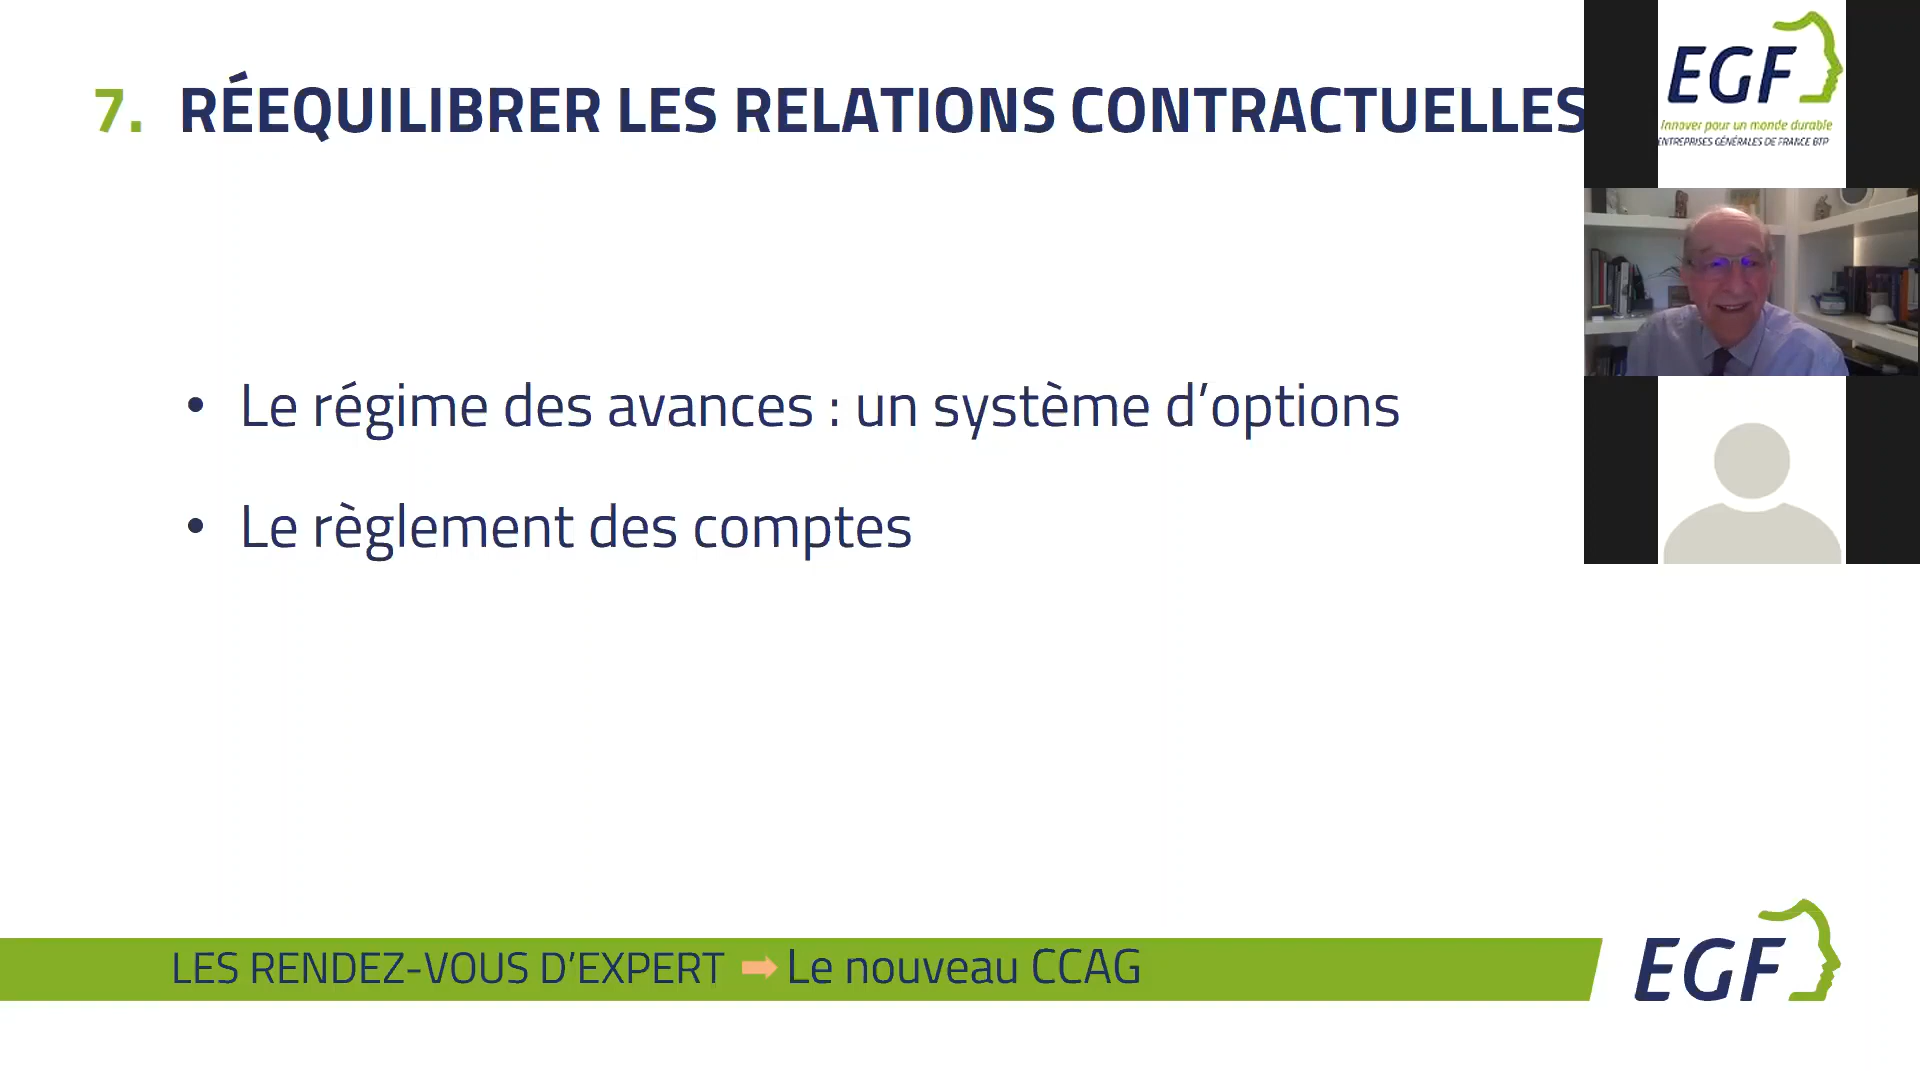 7. RÉEQUILIBRER LES RELATIONS CONTRACTUELLES
EGF
Innover pour un monde durable
ENTREPRISES GÉNÉRALES DE FRANCE BTP
• Le régime des avances : un système d’options
• Le règlement des comptes
LES RENDEZ-VOUS D’EXPERT ➡ Le nouveau CCAG
EGF